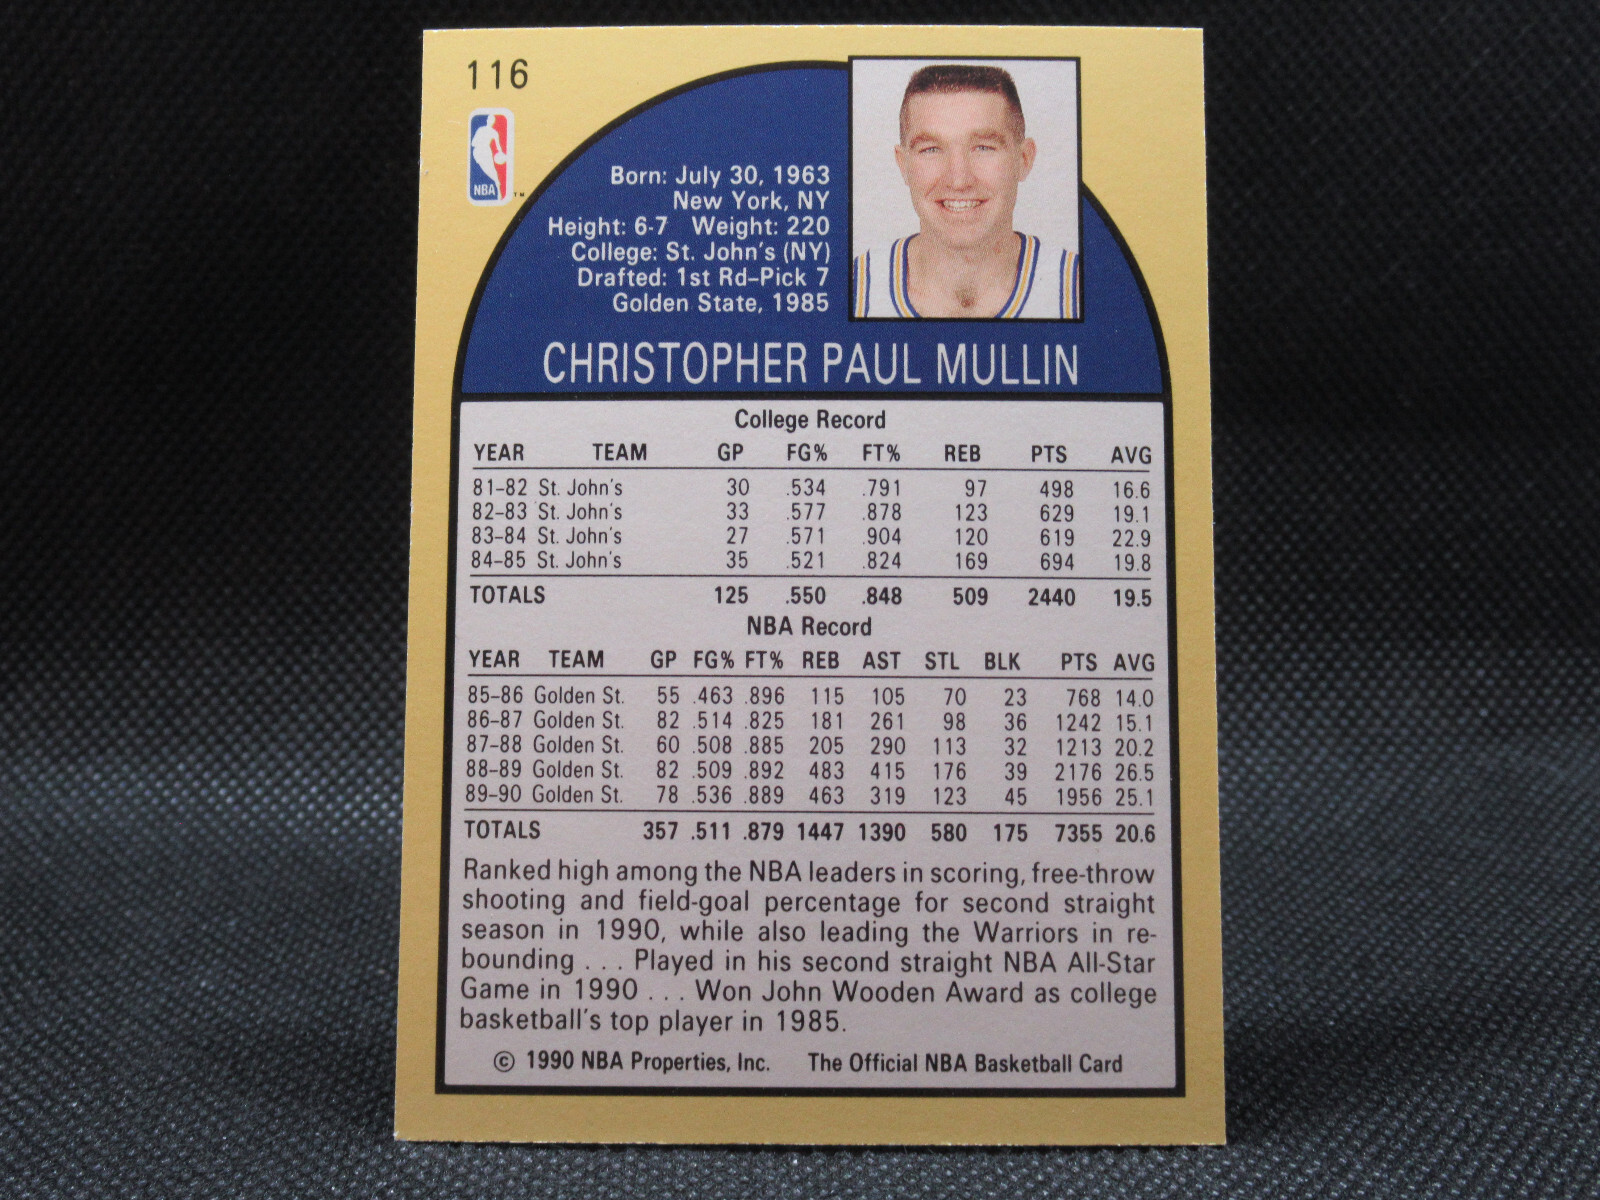 116
NBA
™
Born: July 30, 1963
New York, NY
Height: 6-7 Weight: 220
College: St. John's (NY)
Drafted: 1st Rd–Pick 7
Golden State, 1985
CHRISTOPHER PAUL MULLIN
College Record
YEAR TEAM GP FG% FT% REB PTS AVG
81–82 St. John's 30 .534 .791 97 498 16.6
82–83 St. John's 33 .577 .878 123 629 19.1
83–84 St. John's 27 .571 .904 120 619 22.9
84–85 St. John's 35 .521 .824 169 694 19.8
TOTALS 125 .550 .848 509 2440 19.5
NBA Record
YEAR TEAM GP FG% FT% REB AST STL BLK PTS AVG
85–86 Golden St. 55 .463 .896 115 105 70 23 768 14.0
86–87 Golden St. 82 .514 .825 181 261 98 36 1242 15.1
87–88 Golden St. 60 .508 .885 205 290 113 32 1213 20.2
88–89 Golden St. 82 .509 .892 483 415 176 39 2176 26.5
89–90 Golden St. 78 .536 .889 463 319 123 45 1956 25.1
TOTALS 357 .511 .879 1447 1390 580 175 7355 20.6
Ranked high among the NBA leaders in scoring, free-throw
shooting and field-goal percentage for second straight
season in 1990, while also leading the Warriors in re-
bounding . . . Played in his second straight NBA All-Star
Game in 1990 . . . Won John Wooden Award as college
basketball's top player in 1985.
© 1990 NBA Properties, Inc. The Official NBA Basketball Card